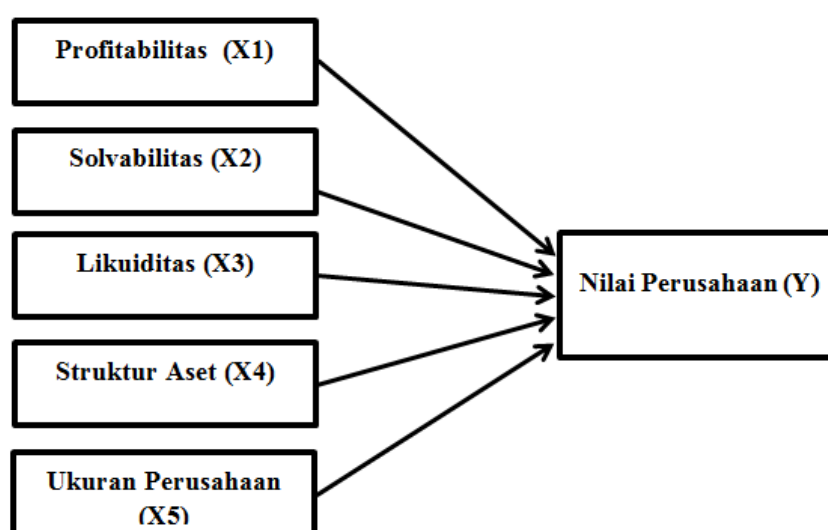 Profitabilitas (X1)
Solvabilitas (X2)
Likuiditas (X3)
Nilai Perusahaan (Y)
Struktur Aset (X4)
Ukuran Perusahaan
(X5)